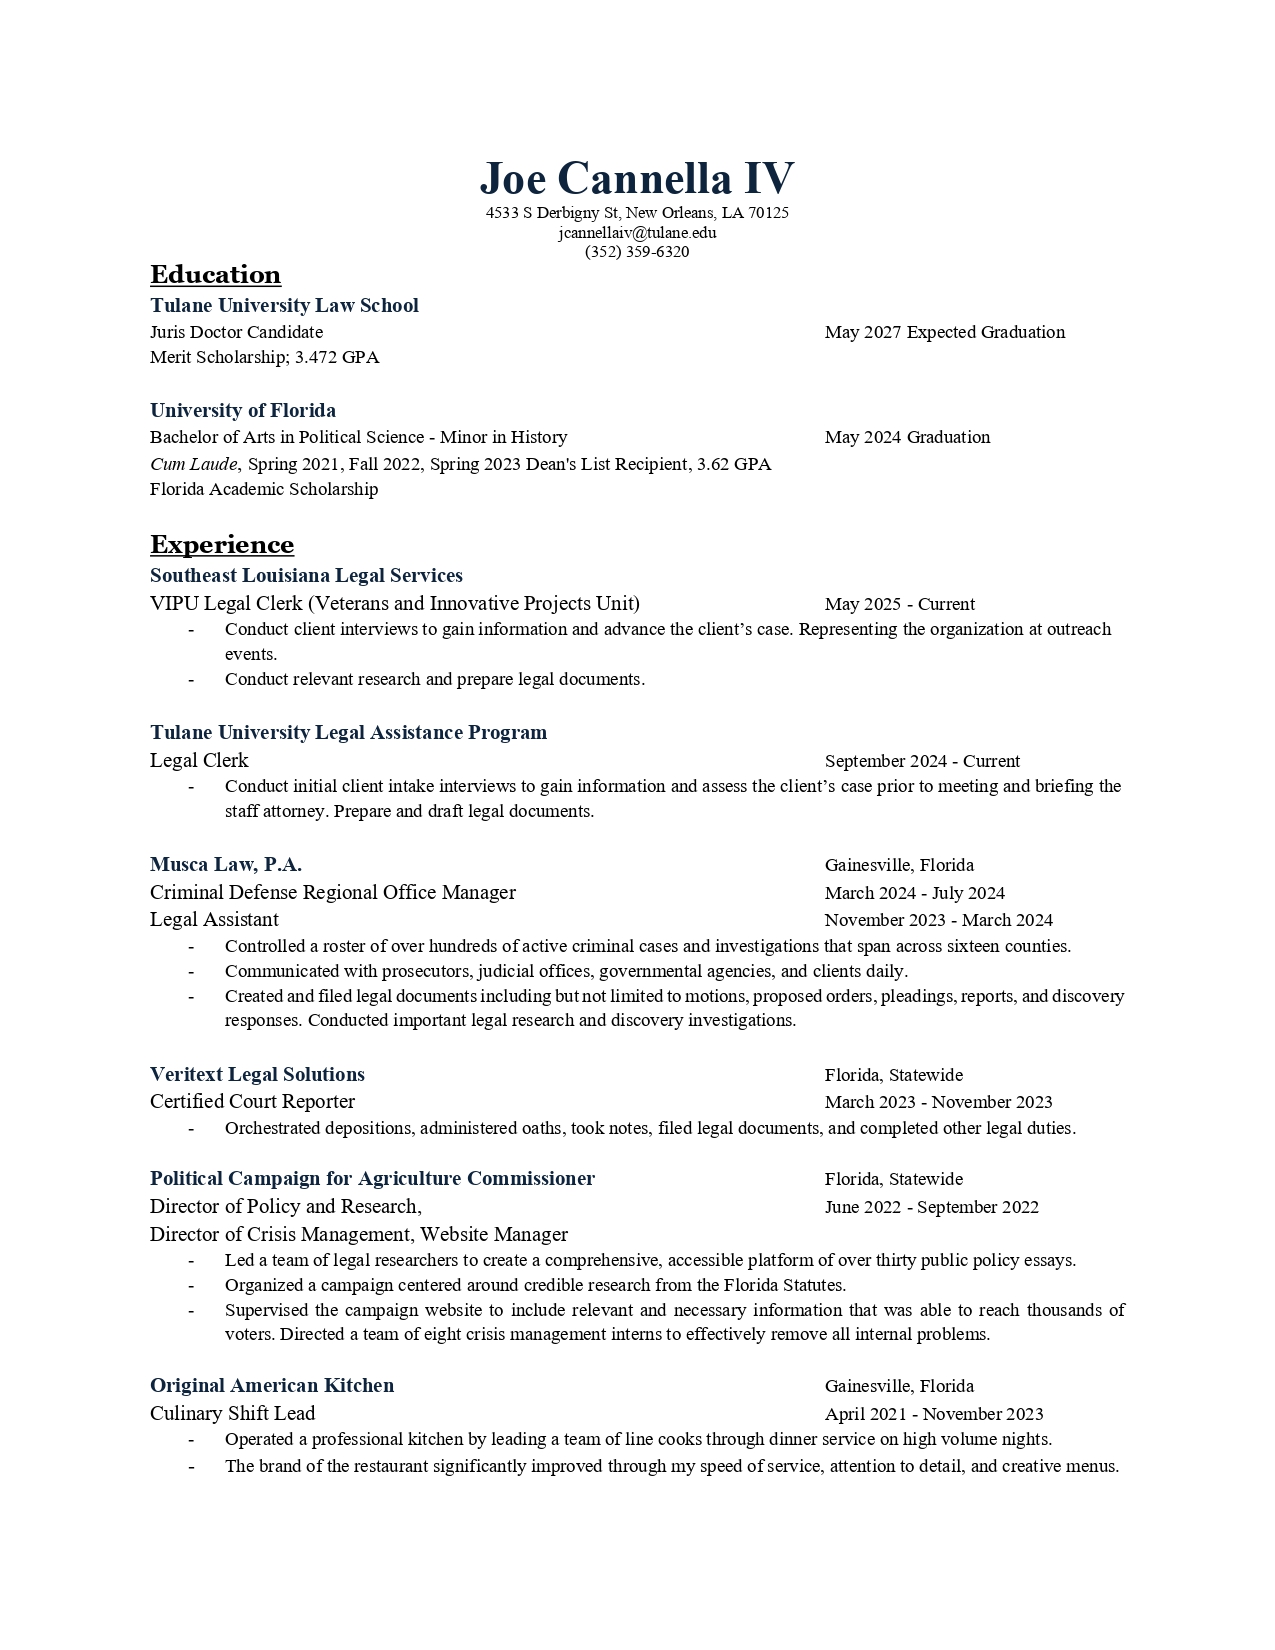 Joe Cannella IV
4533 S Derbigny St, New Orleans, LA 70125
jcannellaiv@tulane.edu
(352) 359-6320
Education
Tulane University Law School
Juris Doctor Candidate May 2027 Expected Graduation
Merit Scholarship; 3.472 GPA
University of Florida
Bachelor of Arts in Political Science - Minor in History May 2024 Graduation
Cum Laude, Spring 2021, Fall 2022, Spring 2023 Dean's List Recipient, 3.62 GPA
Florida Academic Scholarship
Experience
Southeast Louisiana Legal Services
VIPU Legal Clerk (Veterans and Innovative Projects Unit) May 2025 - Current
- Conduct client interviews to gain information and advance the client’s case. Representing the organization at outreach
events.
- Conduct relevant research and prepare legal documents.
Tulane University Legal Assistance Program
Legal Clerk September 2024 - Current
- Conduct initial client intake interviews to gain information and assess the client’s case prior to meeting and briefing the
staff attorney. Prepare and draft legal documents.
Musca Law, P.A. Gainesville, Florida
Criminal Defense Regional Office Manager March 2024 - July 2024
Legal Assistant November 2023 - March 2024
- Controlled a roster of over hundreds of active criminal cases and investigations that span across sixteen counties.
- Communicated with prosecutors, judicial offices, governmental agencies, and clients daily.
- Created and filed legal documents including but not limited to motions, proposed orders, pleadings, reports, and discovery
responses. Conducted important legal research and discovery investigations.
Veritext Legal Solutions Florida, Statewide
Certified Court Reporter March 2023 - November 2023
- Orchestrated depositions, administered oaths, took notes, filed legal documents, and completed other legal duties.
Political Campaign for Agriculture Commissioner Florida, Statewide
Director of Policy and Research, June 2022 - September 2022
Director of Crisis Management, Website Manager
- Led a team of legal researchers to create a comprehensive, accessible platform of over thirty public policy essays.
- Organized a campaign centered around credible research from the Florida Statutes.
- Supervised the campaign website to include relevant and necessary information that was able to reach thousands of
voters. Directed a team of eight crisis management interns to effectively remove all internal problems.
Original American Kitchen Gainesville, Florida
Culinary Shift Lead April 2021 - November 2023
- Operated a professional kitchen by leading a team of line cooks through dinner service on high volume nights.
- The brand of the restaurant significantly improved through my speed of service, attention to detail, and creative menus.